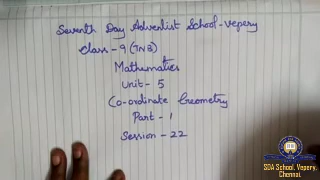 Seventh Day Adventist School - Vepery
Class - 9 (TNB)
Mathematics
Unit - 5
Co-ordinate Geometry
Part - 1
Session - 22
SDA School, Vepery,
Chennai.